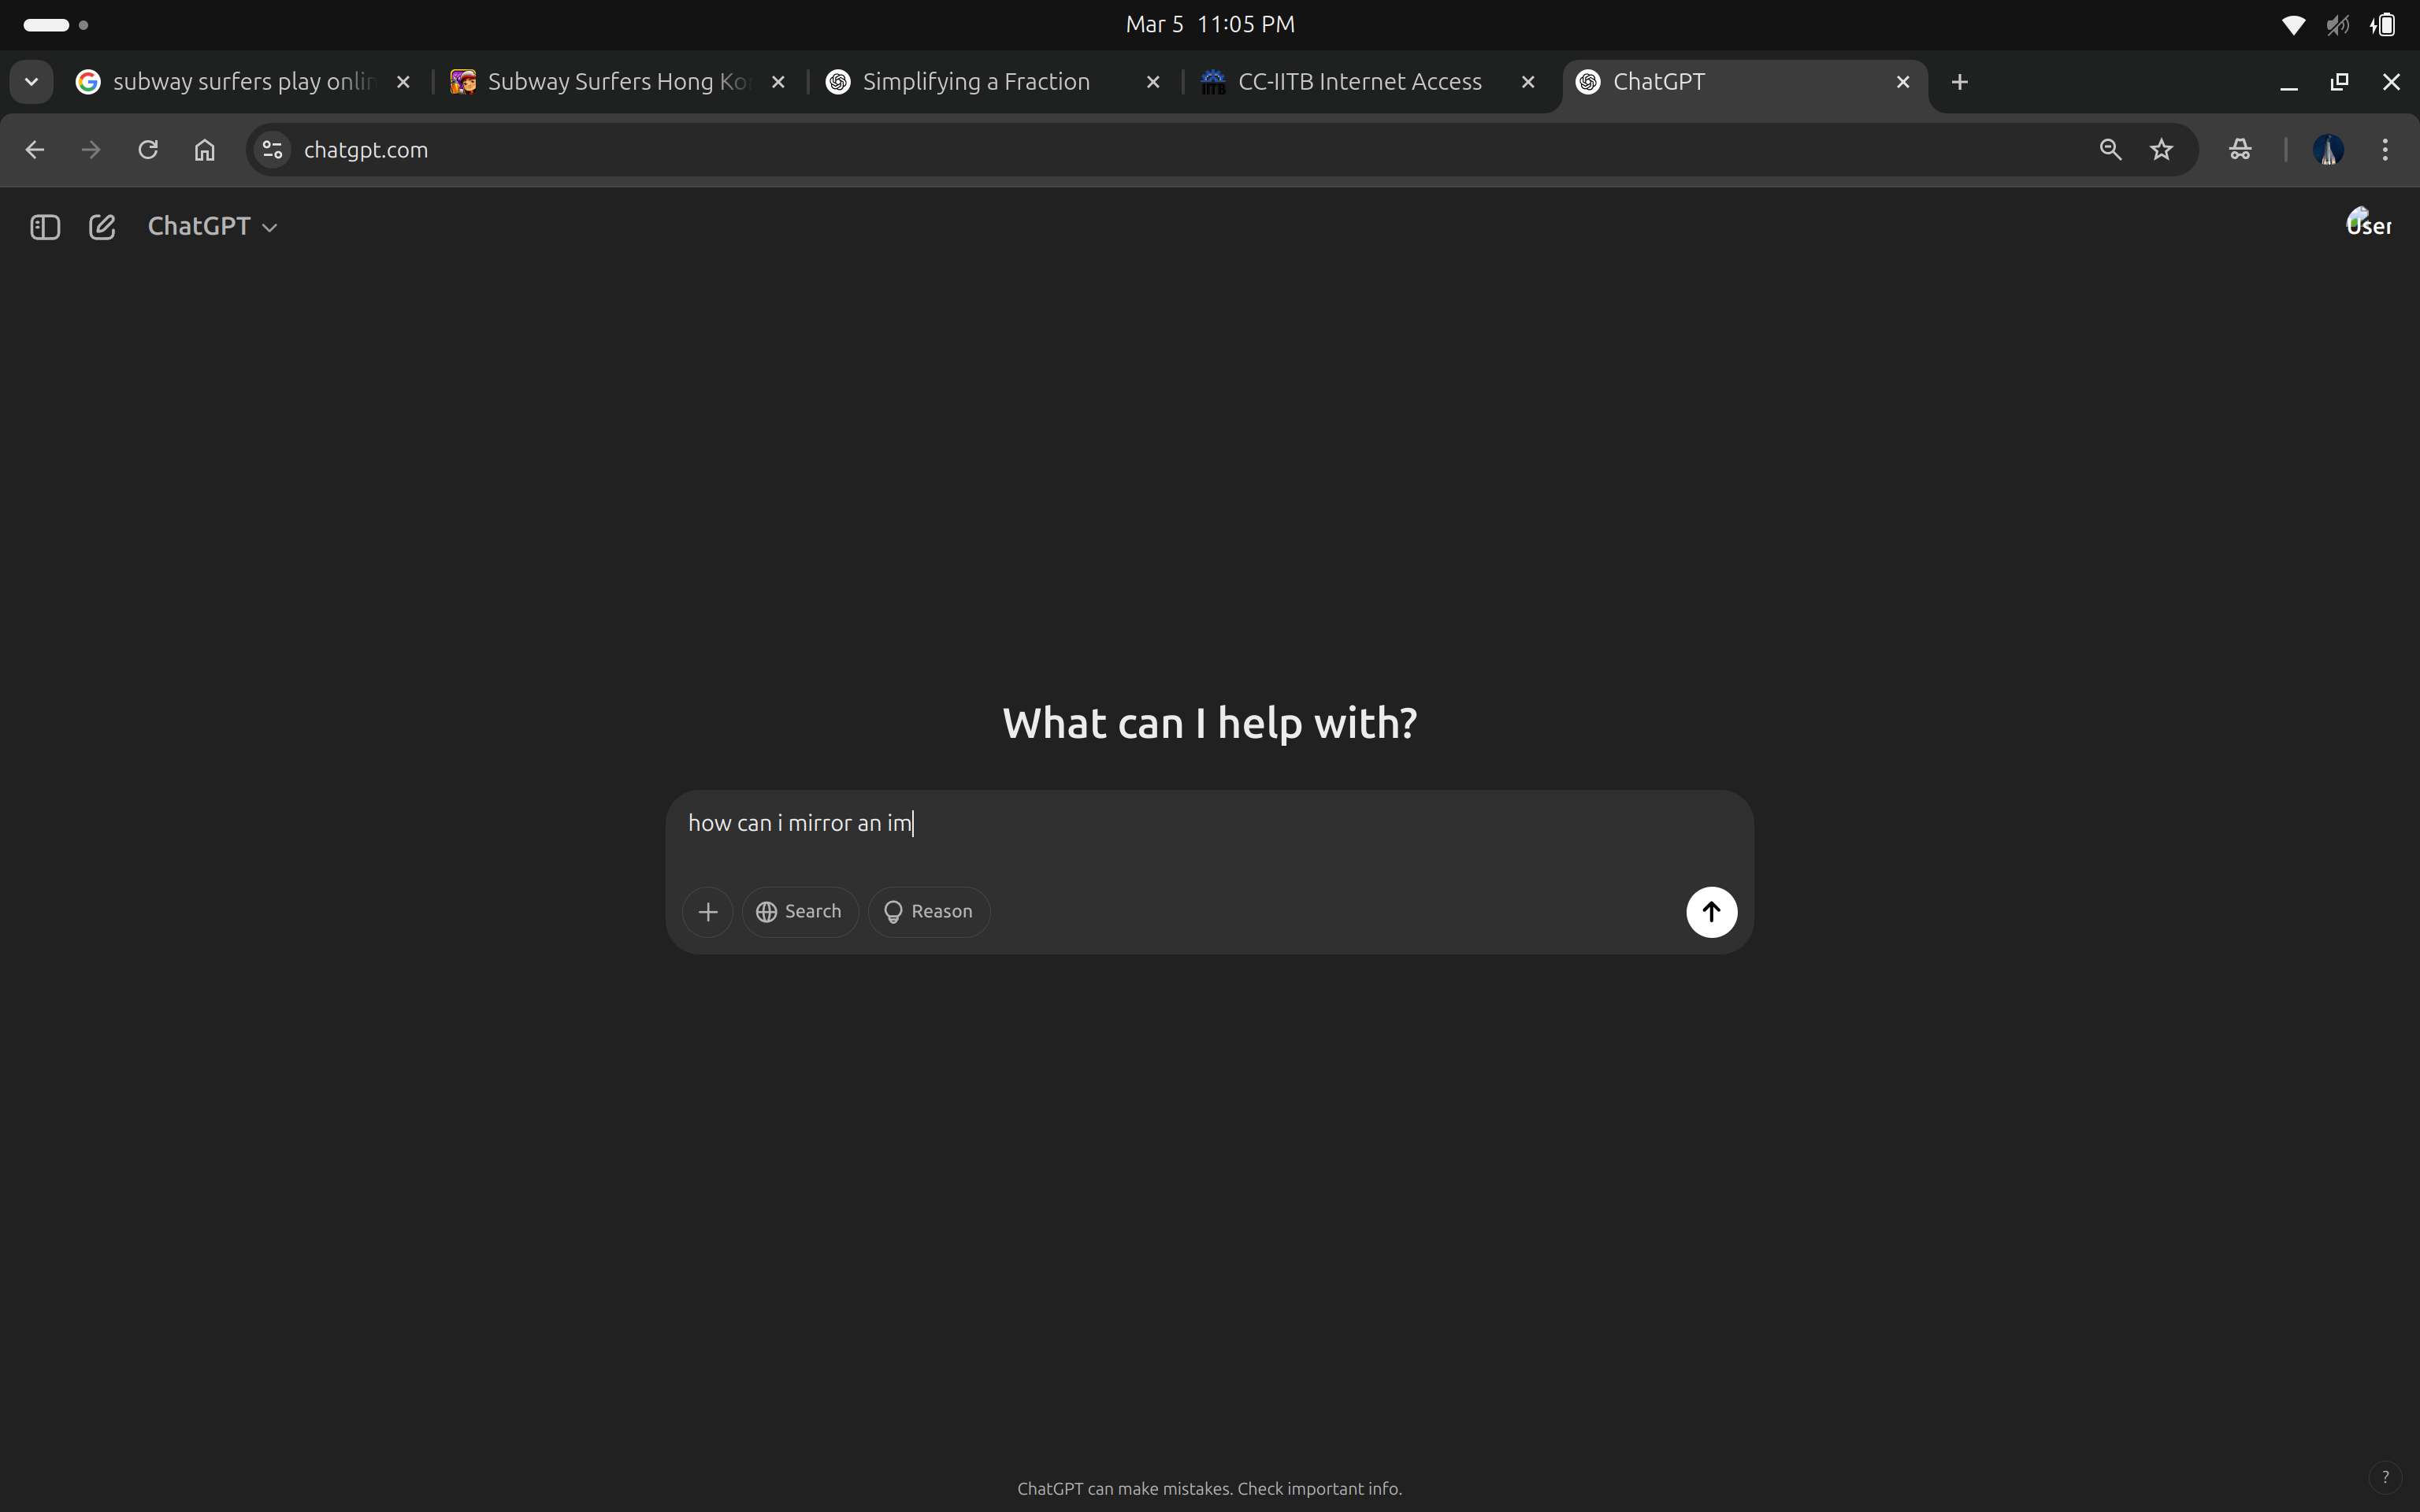 Mar 5 11:05 PM
subway surfers play onlin
Subway Surfers Hong Ko
Simplifying a Fraction
IITB CC-IITB Internet Access
ChatGPT
chatgpt.com
ChatGPT
User
What can I help with?
how can i mirror an im
Search
Reason
ChatGPT can make mistakes. Check important info.
?